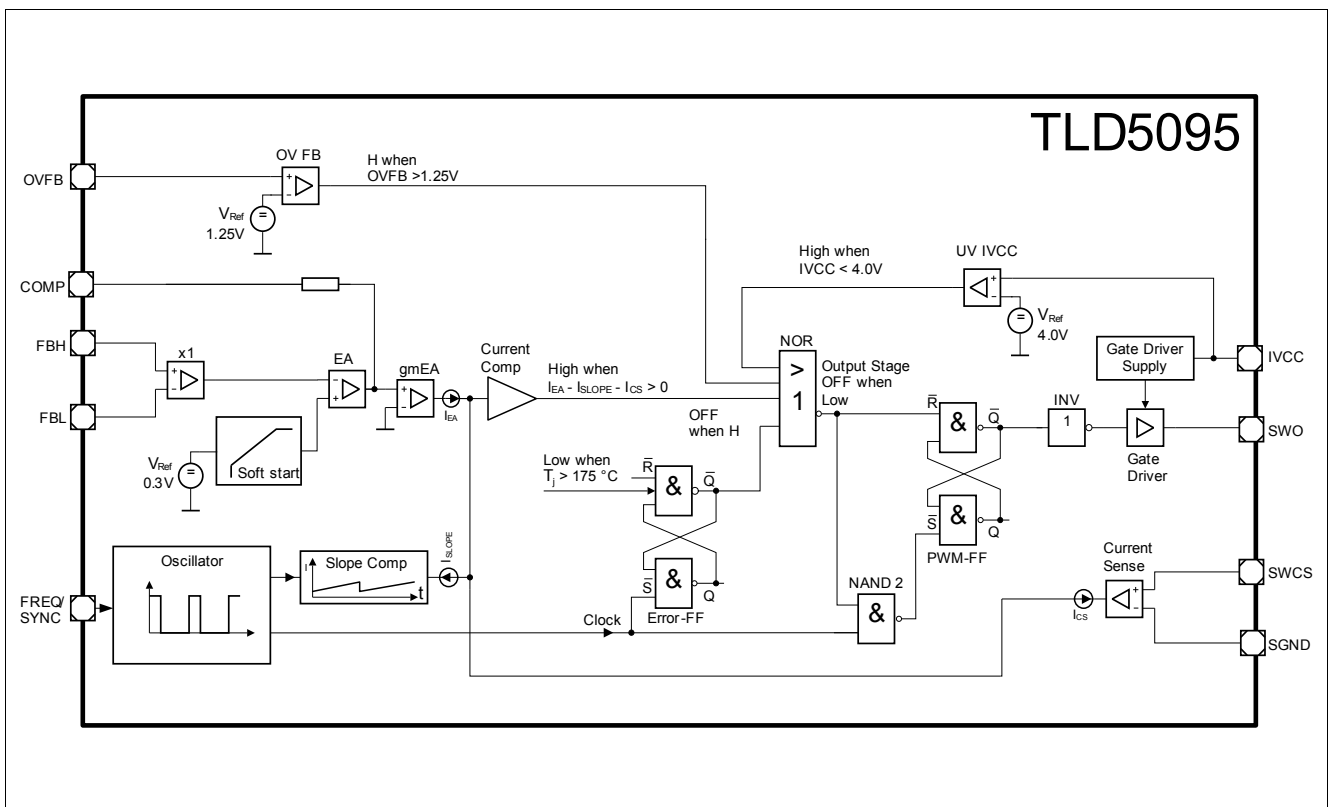 TLD5095
OVFB
OV FB
+
-
H when
OVFB >1.25V
=
VRef
1.25V
COMP
FBH
FBL
x1
+
-
EA
-
+
gmEA
+
-
IEA
Current
Comp
High when
IEA - ISLOPE - ICS > 0
VRef
0.3V
=
Soft start
High when
IVCC < 4.0V
UV IVCC
+
-
=
VRef
4.0V
NOR
>
1
Output Stage
OFF when
Low
OFF
when H
Low when
Tj > 175 °C
R
&
Q
S
&
Q
Error-FF
R
&
Q
S
&
Q
PWM-FF
INV
1
Gate Driver
Supply
Gate
Driver
IVCC
SWO
Oscillator
Slope Comp
I
t
ISLOPE
FREQ/
SYNC
Clock
NAND 2
&
Current
Sense
+
-
ICS
SWCS
SGND